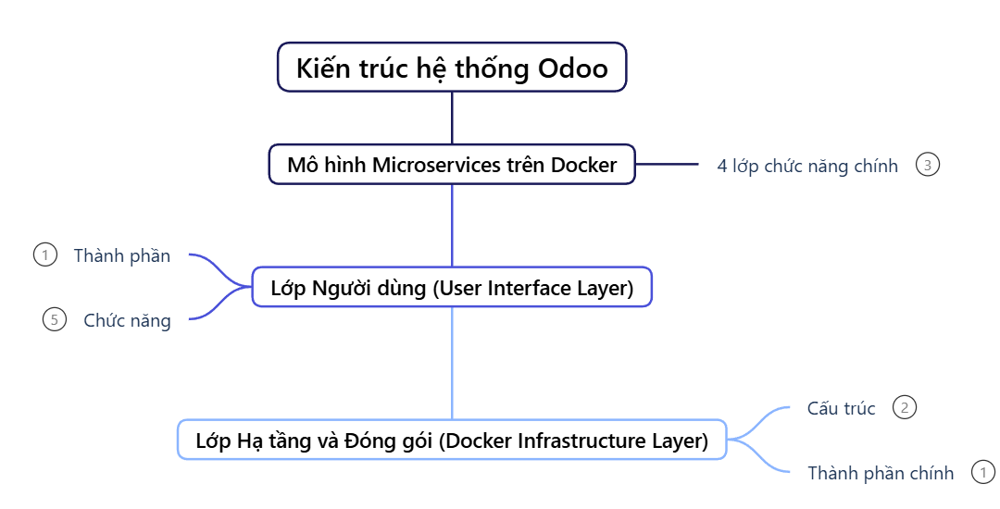 Kiến trúc hệ thống Odoo
Mô hình Microservices trên Docker
4 lớp chức năng chính 3
1 Thành phần
Lớp Người dùng (User Interface Layer)
5 Chức năng
Cấu trúc 2
Lớp Hạ tầng và Đóng gói (Docker Infrastructure Layer)
Thành phần chính 1